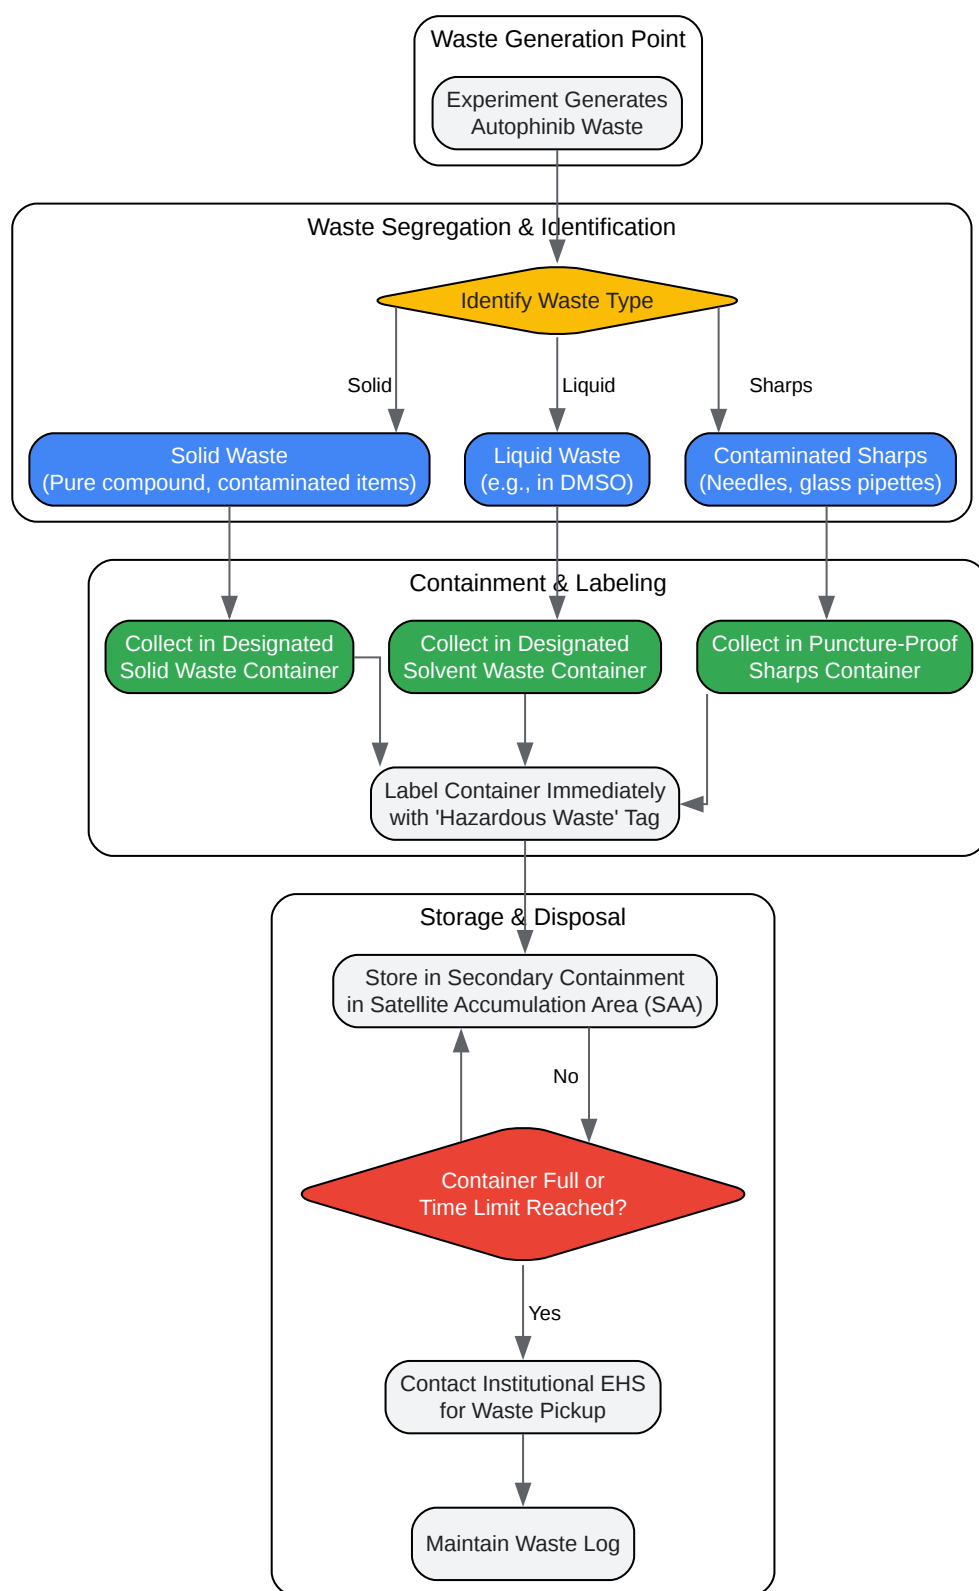 Waste Generation Point
Experiment Generates
Autophinib Waste
Waste Segregation & Identification
Identify Waste Type
Solid
Liquid
Sharps
Solid Waste
(Pure compound, contaminated items)
Liquid Waste
(e.g., in DMSO)
Contaminated Sharps
(Needles, glass pipettes)
Containment & Labeling
Collect in Designated
Solid Waste Container
Collect in Designated
Solvent Waste Container
Collect in Puncture-Proof
Sharps Container
Label Container Immediately
with 'Hazardous Waste' Tag
Storage & Disposal
Store in Secondary Containment
in Satellite Accumulation Area (SAA)
No
Container Full or
Time Limit Reached?
Yes
Contact Institutional EHS
for Waste Pickup
Maintain Waste Log